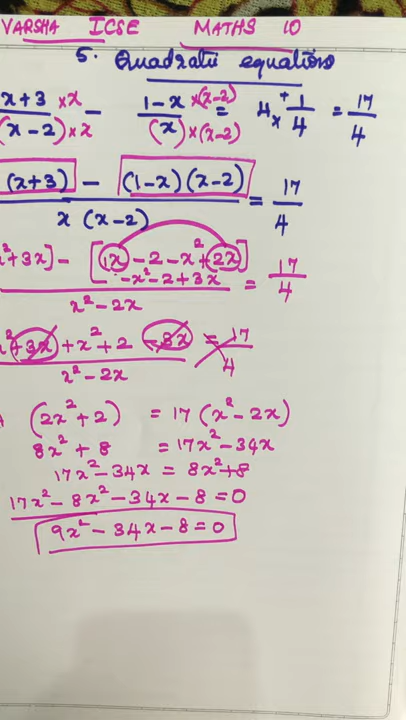 VARSHA ICSE MATHS 10
5. Quadratic equations
x+3 ×x / (x-2) ×x - 1-x ×(x-2) / (x) ×(x-2) = 4 × + 1/4 = 17/4
(x+3) - (1-x)(x-2) / x (x-2) = 17/4
x²+3x] - [1x - 2 - x² + 2x]
-x² - 2 + 3x
x² - 2x = 17/4
x²+3x + x² + 2 - 3x / x² - 2x = 17/4
(2x² + 2) = 17 (x² - 2x)
8x² + 8 = 17x² - 34x
17x² - 34x = 8x² + 8
17x² - 8x² - 34x - 8 = 0
9x² - 34x - 8 = 0